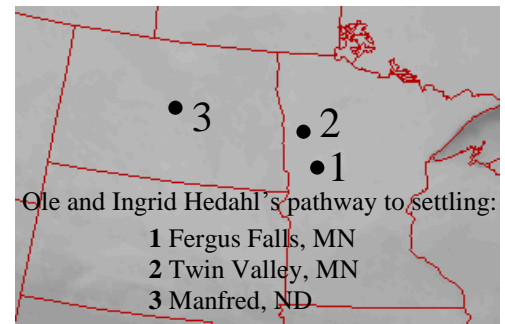 3
2
1
Ole and Ingrid Hedahl's pathway to settling:
1 Fergus Falls, MN
2 Twin Valley, MN
3 Manfred, ND